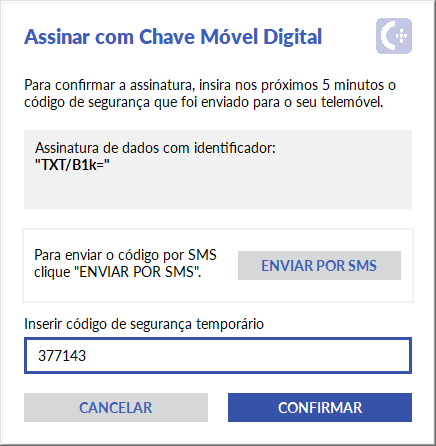 Assinar com Chave Móvel Digital
Para confirmar a assinatura, insira nos próximos 5 minutos o
código de segurança que foi enviado para o seu telemóvel.
Assinatura de dados com identificador:
"TXT/B1k="
Para enviar o código por SMS
clique "ENVIAR POR SMS".
ENVIAR POR SMS
Inserir código de segurança temporário
377143
CANCELAR
CONFIRMAR